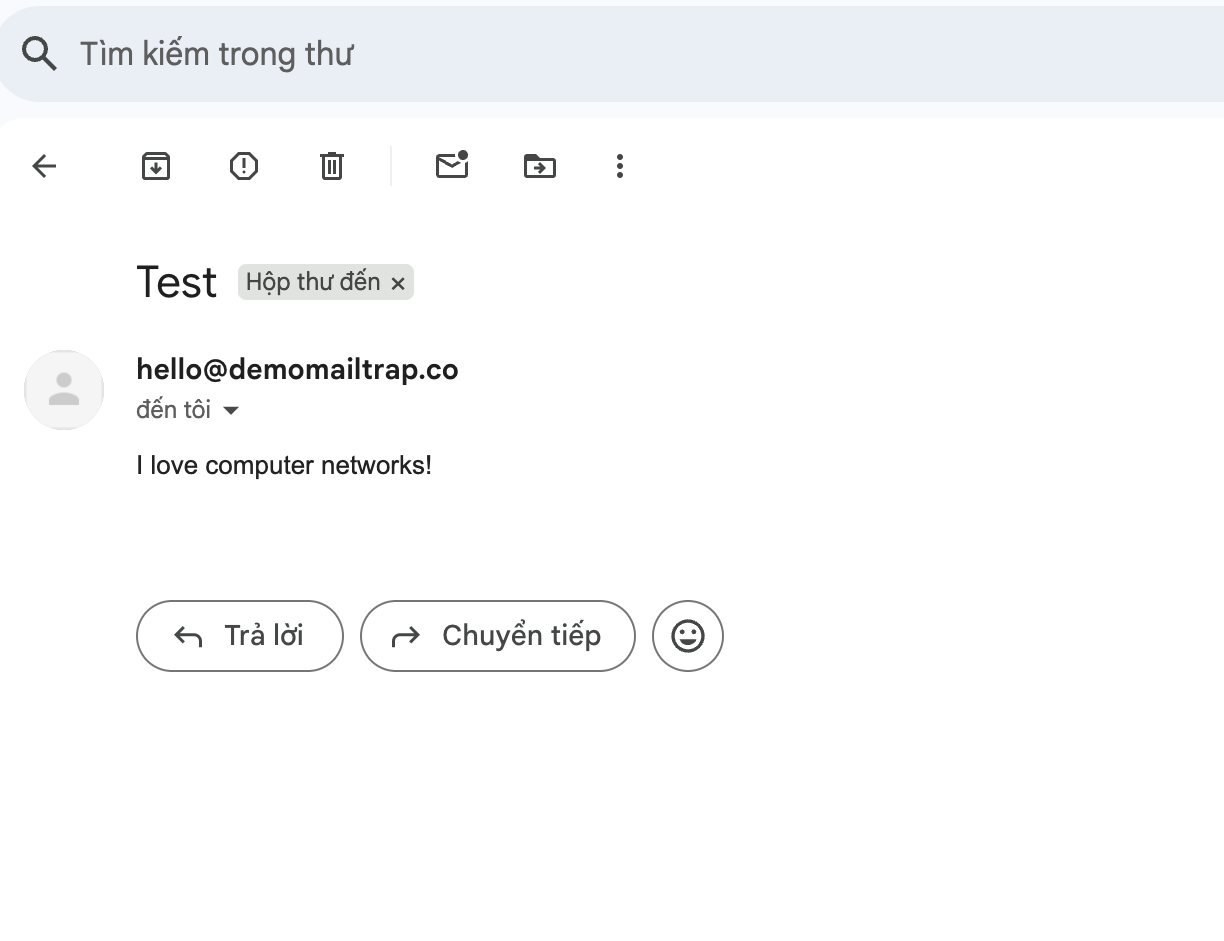 Tìm kiếm trong thư
Test Hộp thư đến ×
hello@demomailtrap.co
đến tôi
I love computer networks!
Trả lời Chuyển tiếp